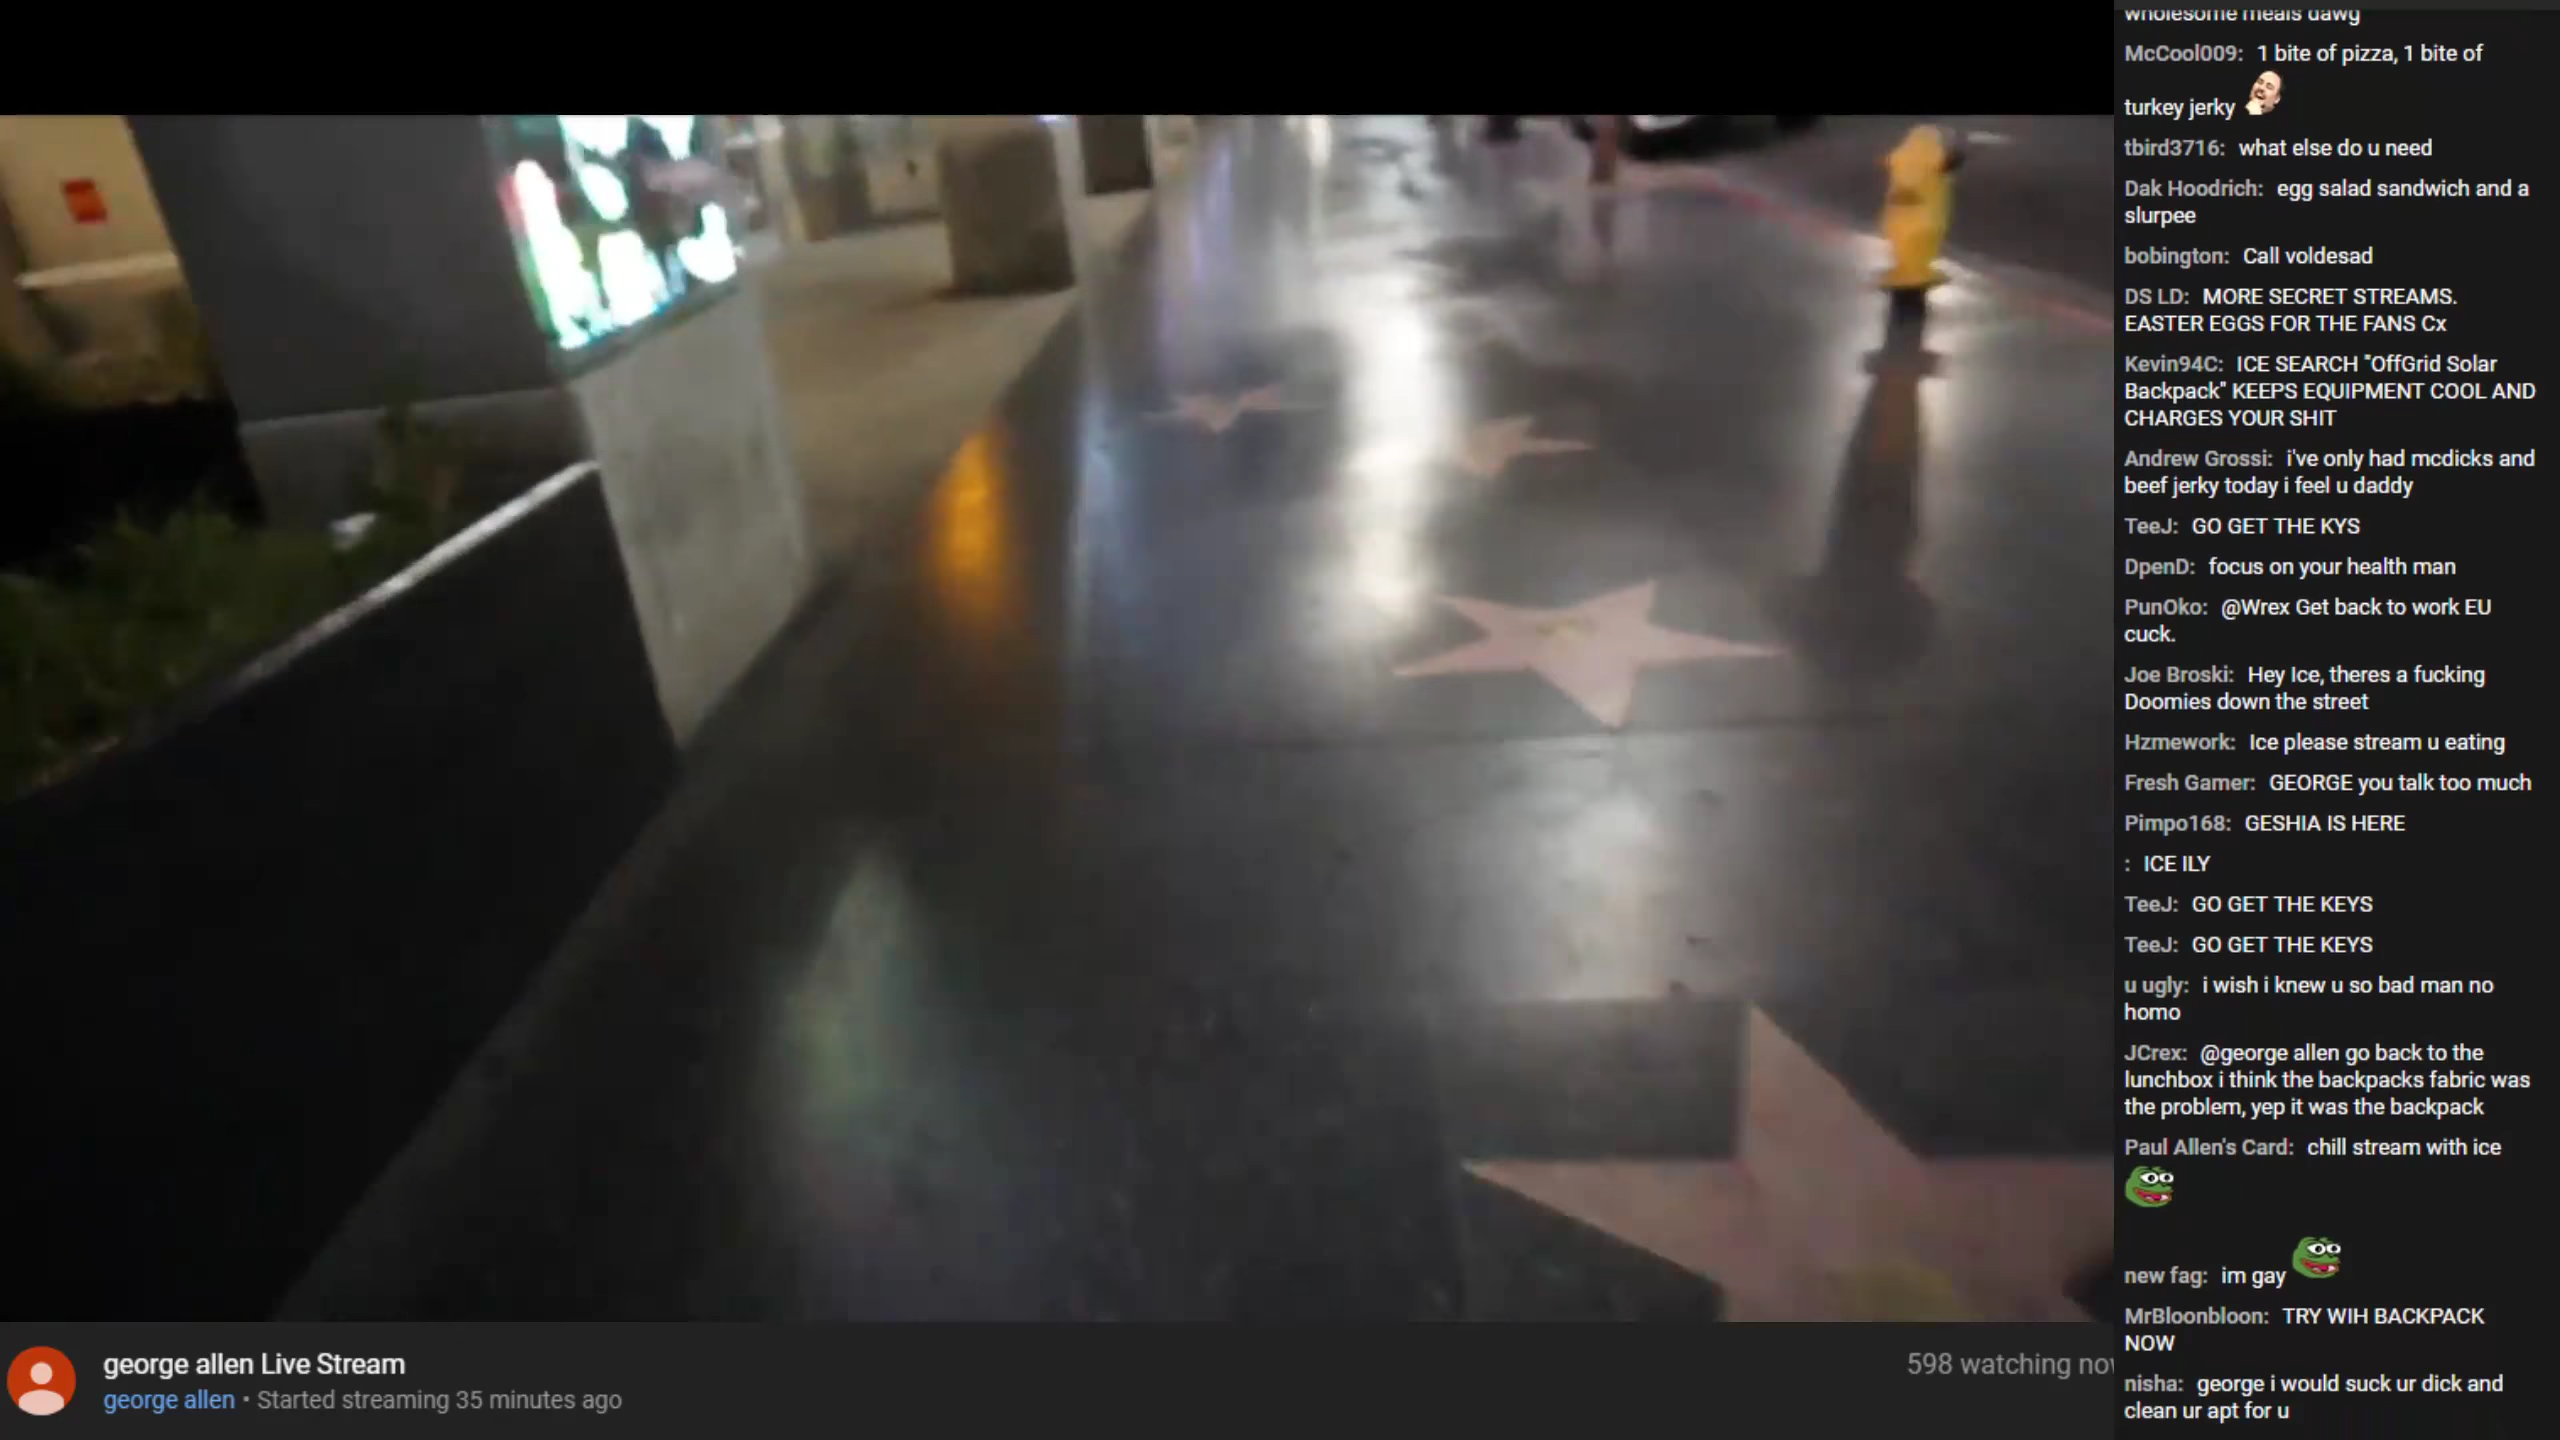 wholesome meals dawg
McCool009: 1 bite of pizza, 1 bite of
turkey jerky
tbird3716: what else do u need
Dak Hoodrich: egg salad sandwich and a
slurpee
bobington: Call voldesad
DS LD: MORE SECRET STREAMS.
EASTER EGGS FOR THE FANS Cx
Kevin94C: ICE SEARCH "OffGrid Solar
Backpack" KEEPS EQUIPMENT COOL AND
CHARGES YOUR SHIT
Andrew Grossi: i've only had mcdicks and
beef jerky today i feel u daddy
TeeJ: GO GET THE KYS
DpenD: focus on your health man
PunOko: @Wrex Get back to work EU
cuck.
Joe Broski: Hey Ice, theres a fucking
Doomies down the street
Hzmework: Ice please stream u eating
Fresh Gamer: GEORGE you talk too much
Pimpo168: GESHIA IS HERE
: ICE ILY
TeeJ: GO GET THE KEYS
TeeJ: GO GET THE KEYS
u ugly: i wish i knew u so bad man no
homo
JCrex: @george allen go back to the
lunchbox i think the backpacks fabric was
the problem, yep it was the backpack
Paul Allen's Card: chill stream with ice
new fag: im gay
MrBloonbloon: TRY WIH BACKPACK
NOW
nisha: george i would suck ur dick and
clean ur apt for u
george allen Live Stream
george allen • Started streaming 35 minutes ago
598 watching now